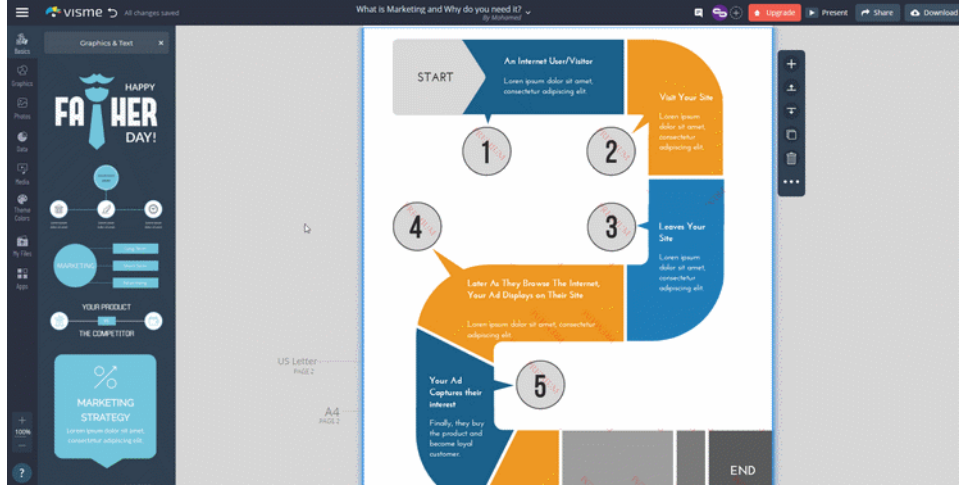 visme
All changes saved
What is Marketing and Why do you need it?
By Mohamed
Upgrade
Present
Share
Download
Basics
Graphics
Photos
Data
Media
Theme
Colors
My Files
Apps
100%
?
Graphics & Text
HAPPY
FATHER
DAY!
MARKETING
YOUR PRODUCT
VS
THE COMPETITOR
MARKETING
STRATEGY
Lorem ipsum dolor sit amet,
consectetur adipiscing elit.
US Letter
PAGE 2
A4
PAGE 2
START
An Internet User/Visitor
Lorem ipsum dolor sit amet,
consectetur adipiscing elit.
1
Visit Your Site
Lorem ipsum
dolor sit amet,
consectetur
adipiscing elit.
2
3
Leaves Your
Site
Lorem ipsum
dolor sit amet,
consectetur
adipiscing elit.
4
Later As They Browse The Internet,
Your Ad Displays on Their Site
Lorem ipsum dolor sit amet, consectetur
adipiscing elit.
5
Your Ad
Captures their
interest
Finally, they buy
the product and
become loyal
customer.
END